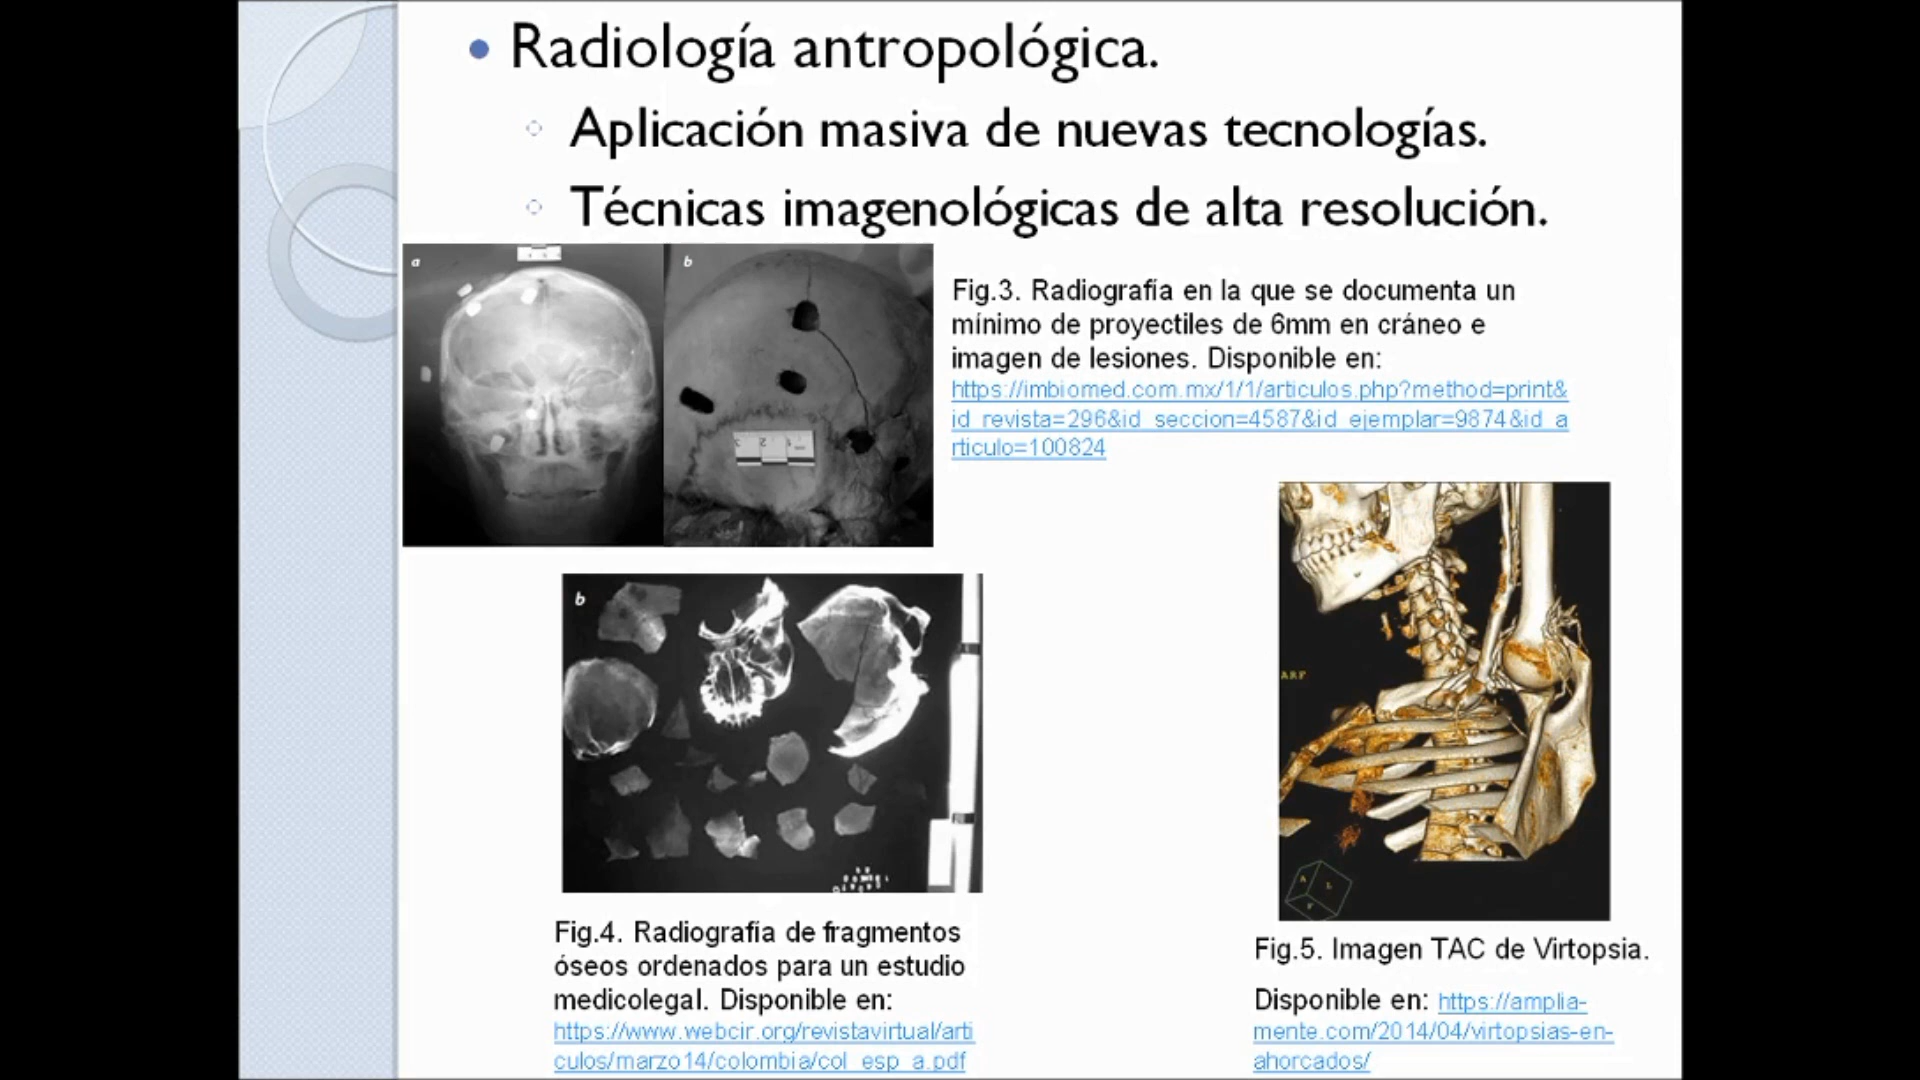 Radiología antropológica.
Aplicación masiva de nuevas tecnologías.
Técnicas imagenológicas de alta resolución.
a
b
3 2 1
Fig.3. Radiografía en la que se documenta un
mínimo de proyectiles de 6mm en cráneo e
imagen de lesiones. Disponible en:
https://imbiomed.com.mx/1/1/articulos.php?method=print&
id_revista=296&id_seccion=4587&id_ejemplar=9874&id_a
rticulo=100824
b
Fig.4. Radiografía de fragmentos
óseos ordenados para un estudio
medicolegal. Disponible en:
https://www.webcir.org/revistavirtual/arti
culos/marzo14/colombia/col_esp_a.pdf
ARF
A L
F
Fig.5. Imagen TAC de Virtopsia.
Disponible en: https://amplia-
mente.com/2014/04/virtopsias-en-
ahorcados/